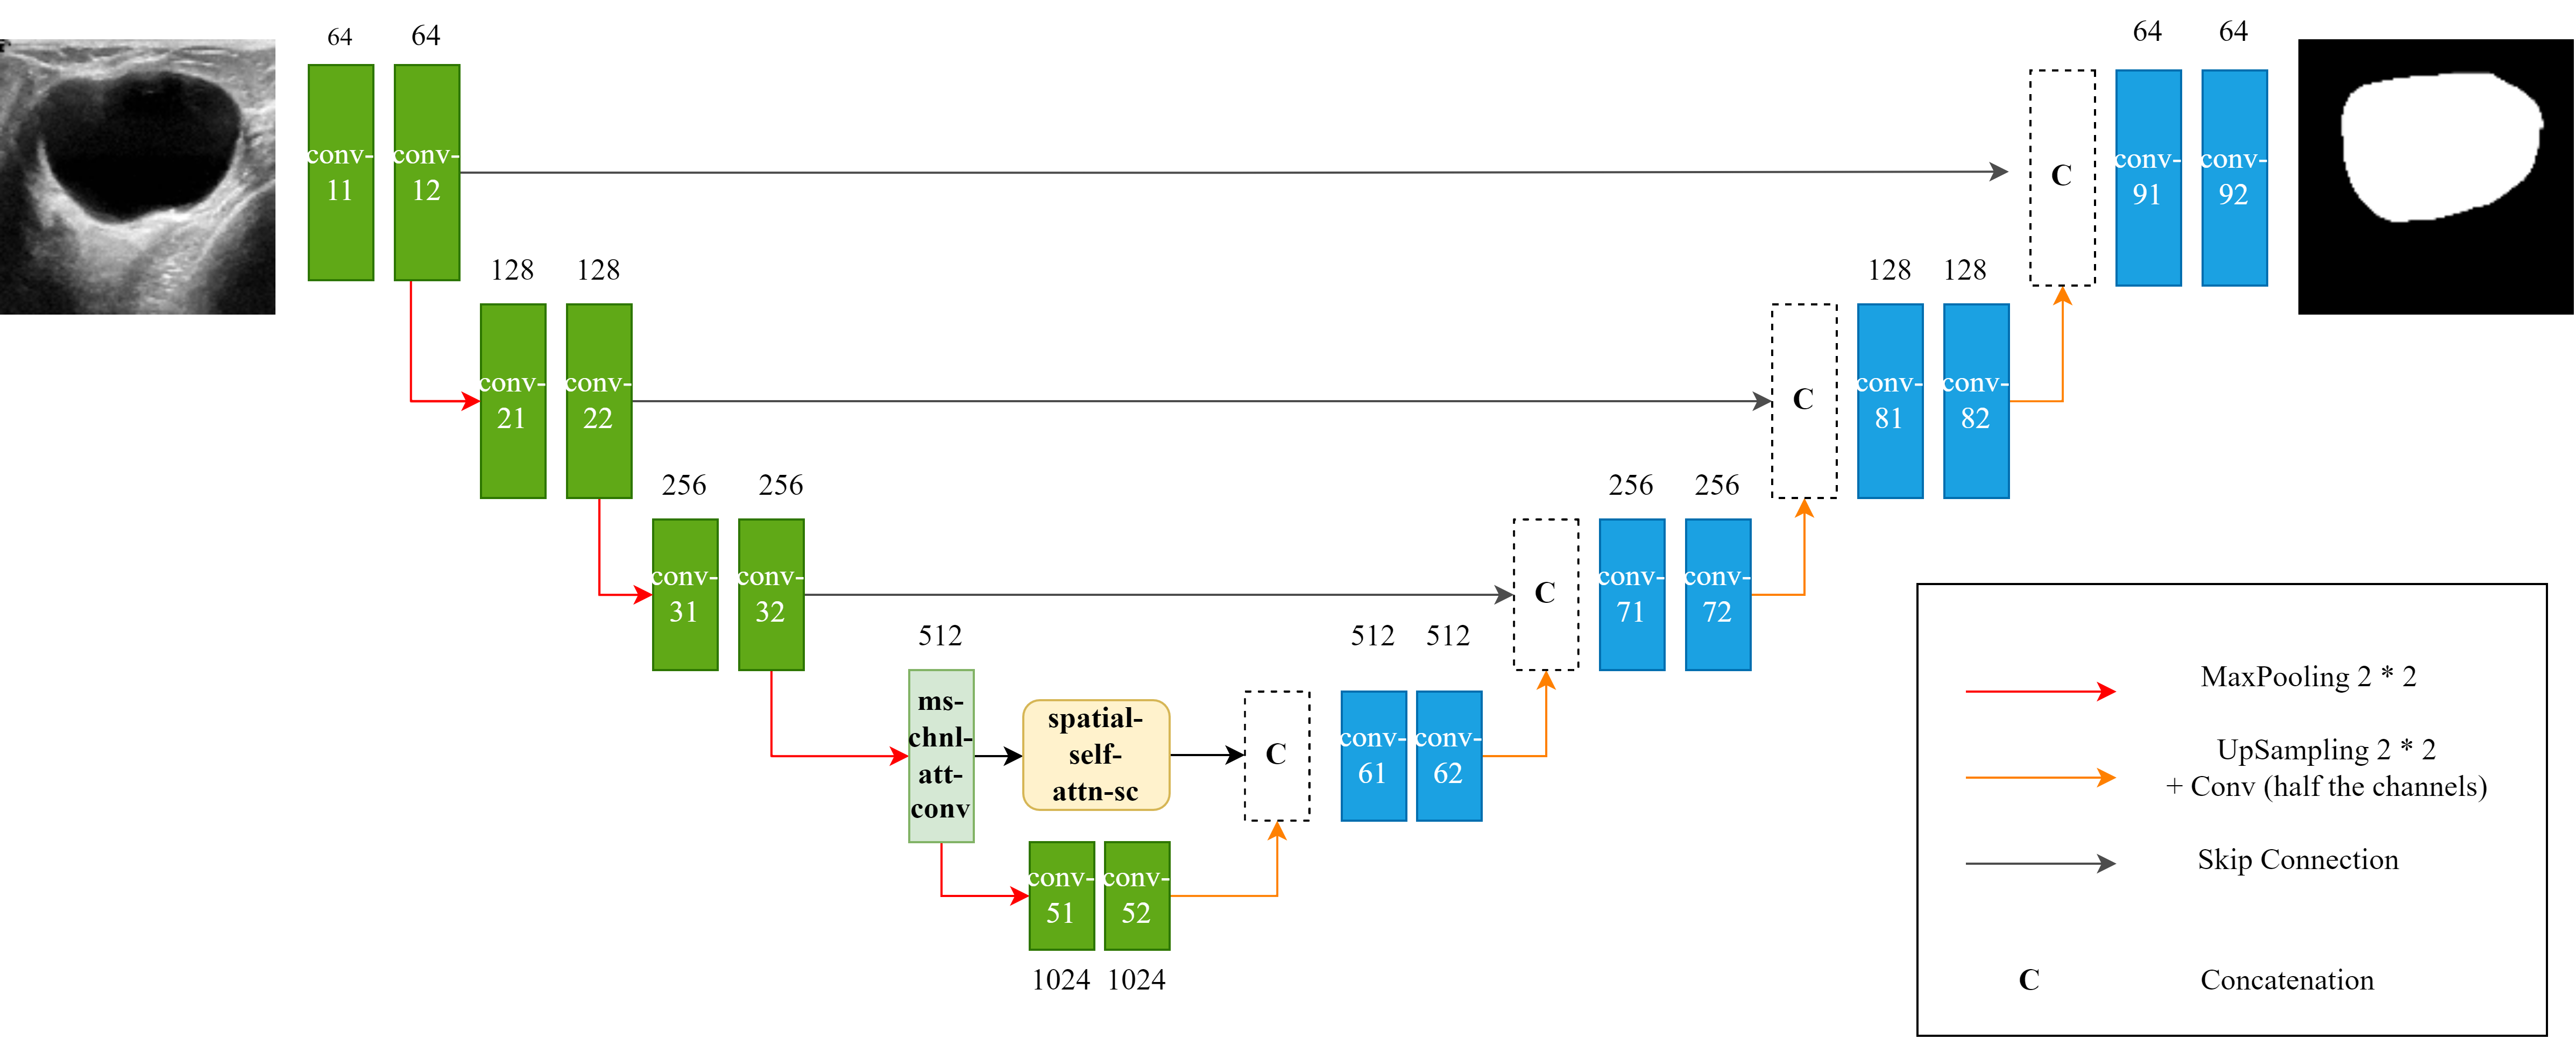 64
64
64
64
conv-
11
conv-
12
C
conv-
91
conv-
92
128
128
128
128
conv-
21
conv-
22
C
conv-
81
conv-
82
256
256
256
256
conv-
31
conv-
32
C
conv-
71
conv-
72
512
512
512
ms-
chnl-
att-
conv
spatial-
self-
attn-sc
C
conv-
61
conv-
62
conv-
51
conv-
52
1024
1024
MaxPooling 2 * 2
UpSampling 2 * 2
+ Conv (half the channels)
Skip Connection
C
Concatenation